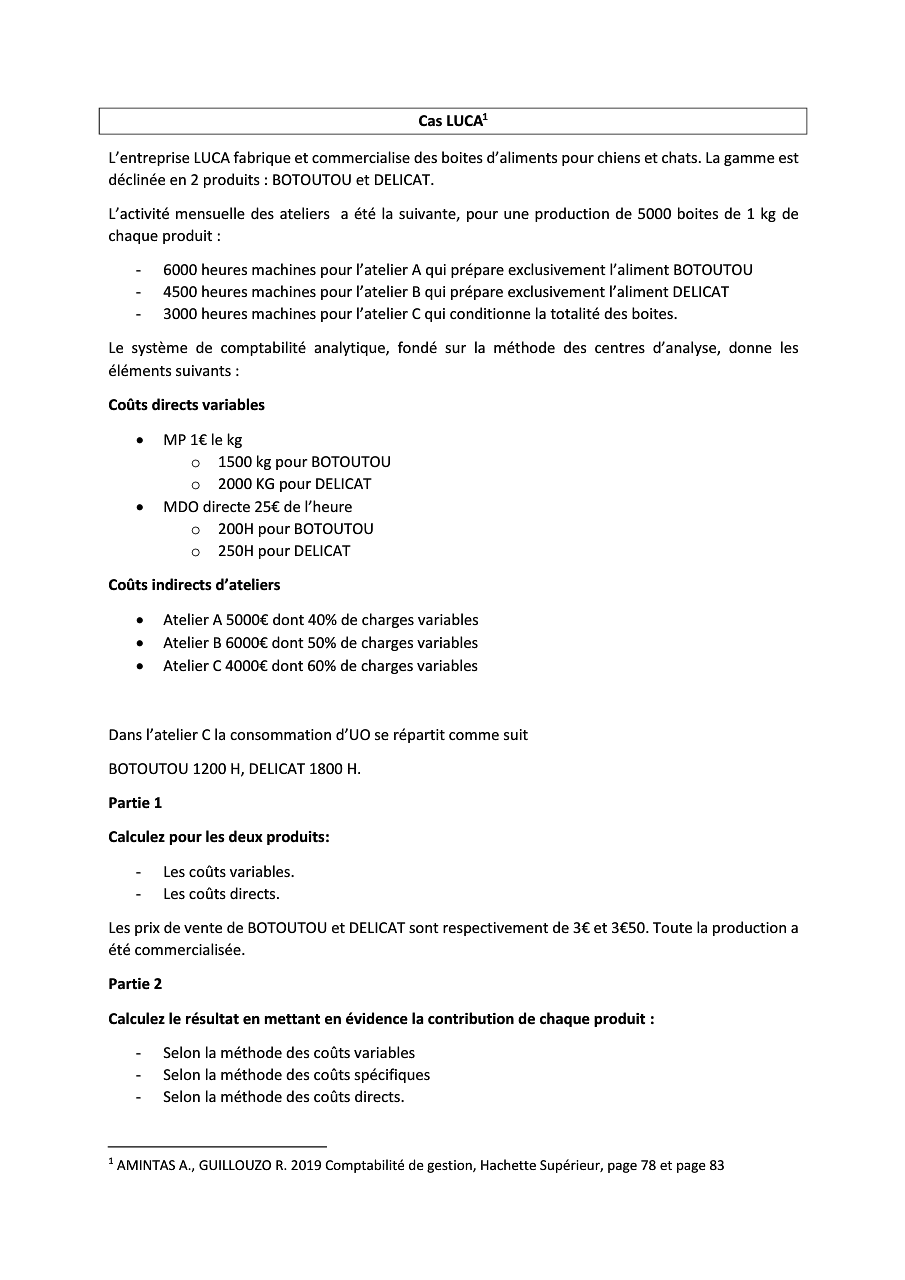 Cas LUCA¹
L’entreprise LUCA fabrique et commercialise des boites d’aliments pour chiens et chats. La gamme est
déclinée en 2 produits : BOTOUTOU et DELICAT.
L’activité mensuelle des ateliers  a été la suivante, pour une production de 5000 boites de 1 kg de
chaque produit :
- 6000 heures machines pour l’atelier A qui prépare exclusivement l’aliment BOTOUTOU
- 4500 heures machines pour l’atelier B qui prépare exclusivement l’aliment DELICAT
- 3000 heures machines pour l’atelier C qui conditionne la totalité des boites.
Le système de comptabilité analytique, fondé sur la méthode des centres d’analyse, donne les
éléments suivants :
Coûts directs variables
• MP 1€ le kg
o 1500 kg pour BOTOUTOU
o 2000 KG pour DELICAT
• MDO directe 25€ de l’heure
o 200H pour BOTOUTOU
o 250H pour DELICAT
Coûts indirects d’ateliers
• Atelier A 5000€ dont 40% de charges variables
• Atelier B 6000€ dont 50% de charges variables
• Atelier C 4000€ dont 60% de charges variables
Dans l’atelier C la consommation d’UO se répartit comme suit
BOTOUTOU 1200 H, DELICAT 1800 H.
Partie 1
Calculez pour les deux produits:
- Les coûts variables.
- Les coûts directs.
Les prix de vente de BOTOUTOU et DELICAT sont respectivement de 3€ et 3€50. Toute la production a
été commercialisée.
Partie 2
Calculez le résultat en mettant en évidence la contribution de chaque produit :
- Selon la méthode des coûts variables
- Selon la méthode des coûts spécifiques
- Selon la méthode des coûts directs.
¹ AMINTAS A., GUILLOUZO R. 2019 Comptabilité de gestion, Hachette Supérieur, page 78 et page 83